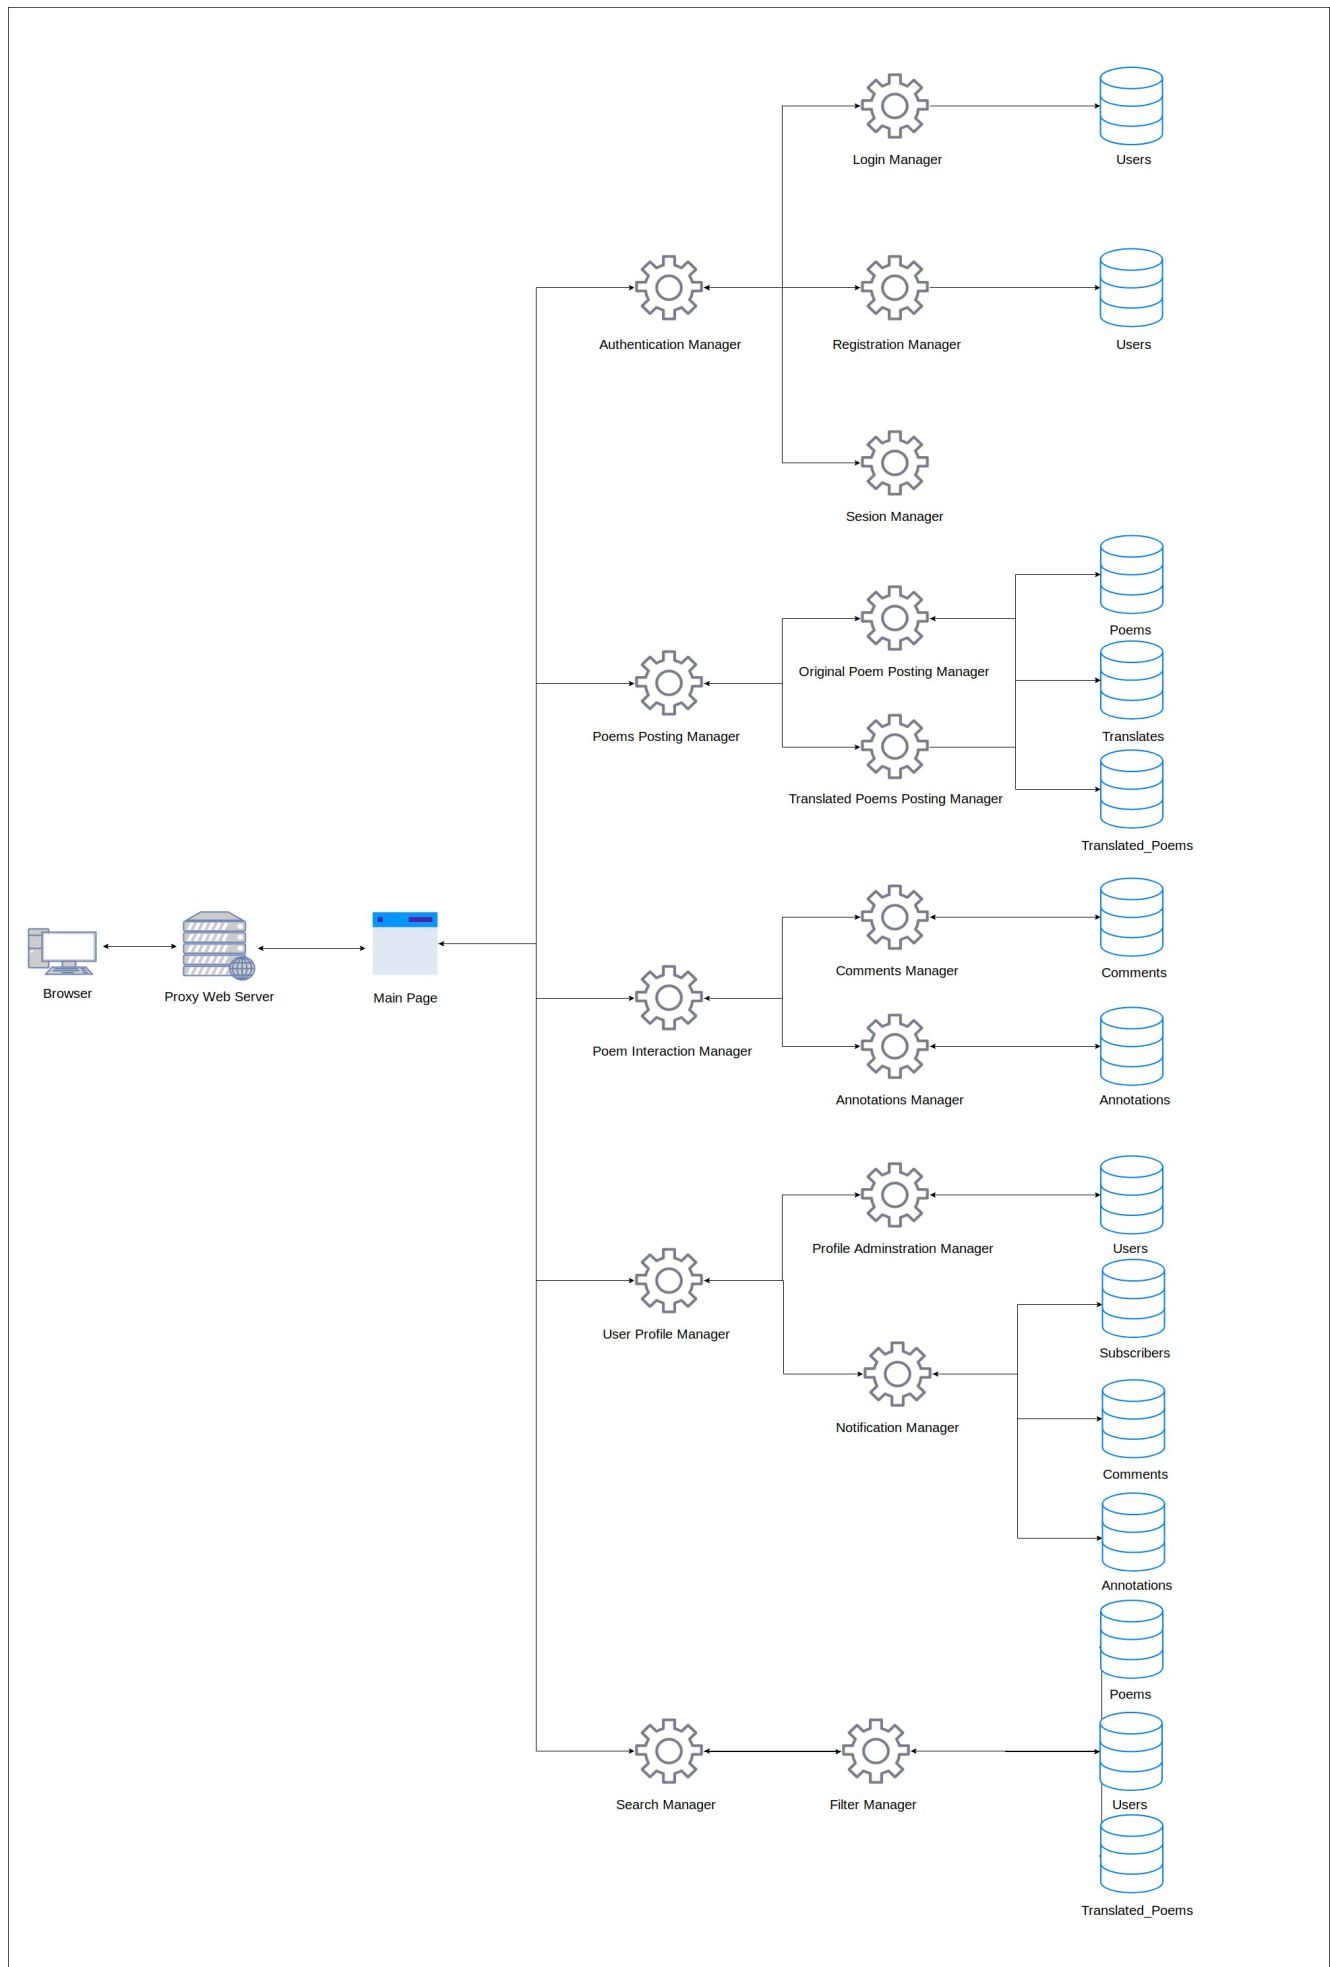 Login Manager
Users
Authentication Manager
Registration Manager
Users
Sesion Manager
Poems
Original Poem Posting Manager
Poems Posting Manager
Translates
Translated Poems Posting Manager
Translated_Poems
Comments Manager
Comments
Browser
Proxy Web Server
Main Page
Poem Interaction Manager
Annotations Manager
Annotations
Profile Adminstration Manager
Users
User Profile Manager
Subscribers
Notification Manager
Comments
Annotations
Poems
Search Manager
Filter Manager
Users
Translated_Poems